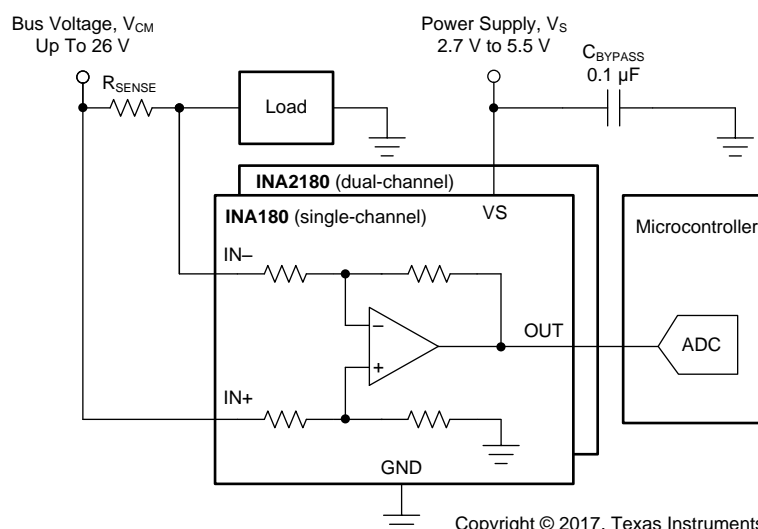 Bus Voltage, VCM
Up To 26 V
RSENSE
Load
Power Supply, VS
2.7 V to 5.5 V
CBYPASS
0.1 µF
INA2180 (dual-channel)
INA180 (single-channel)
VS
Microcontroller
IN–
–
+
OUT
ADC
IN+
GND
Copyright © 2017, Texas Instruments